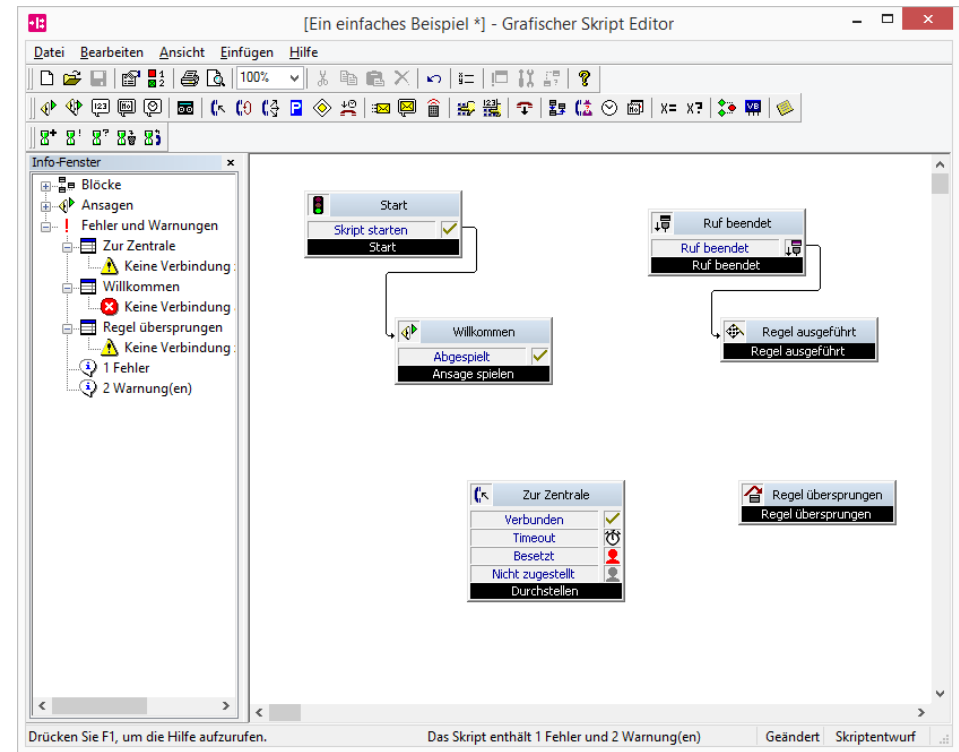 [Ein einfaches Beispiel *] - Grafischer Skript Editor
Datei Bearbeiten Ansicht Einfügen Hilfe
100%
Info-Fenster
Blöcke
Ansagen
Fehler und Warnungen
Zur Zentrale
Keine Verbindung
Willkommen
Keine Verbindung
Regel übersprungen
Keine Verbindung
1 Fehler
2 Warnung(en)
Start
Skript starten
Start
Ruf beendet
Ruf beendet
Ruf beendet
Willkommen
Abgespielt
Ansage spielen
Regel ausgeführt
Regel ausgeführt
Zur Zentrale
Verbunden
Timeout
Besetzt
Nicht zugestellt
Durchstellen
Regel übersprungen
Regel übersprungen
Drücken Sie F1, um die Hilfe aufzurufen. Das Skript enthält 1 Fehler und 2 Warnung(en) Geändert Skriptentwurf